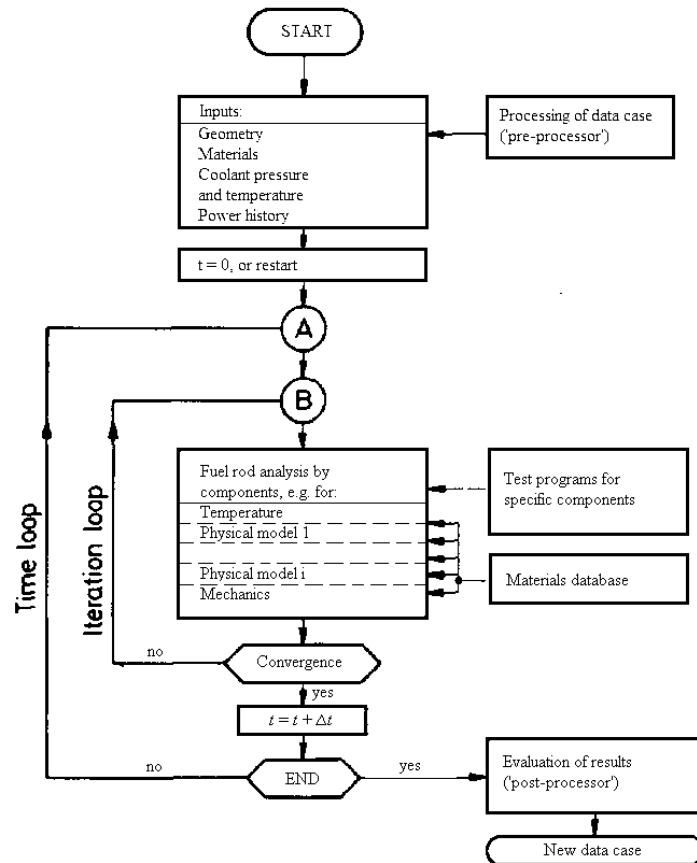 START
Inputs:
Geometry
Materials
Coolant pressure
and temperature
Power history
Processing of data case
('pre-processor')
t = 0, or restart
A
B
Time loop
Iteration loop
Fuel rod analysis by
components, e.g. for:
Temperature
Physical model 1
Physical model i
Mechanics
Test programs for
specific components
Materials database
no
Convergence
yes
t = t + Δt
no
END
yes
Evaluation of results
('post-processor')
New data case